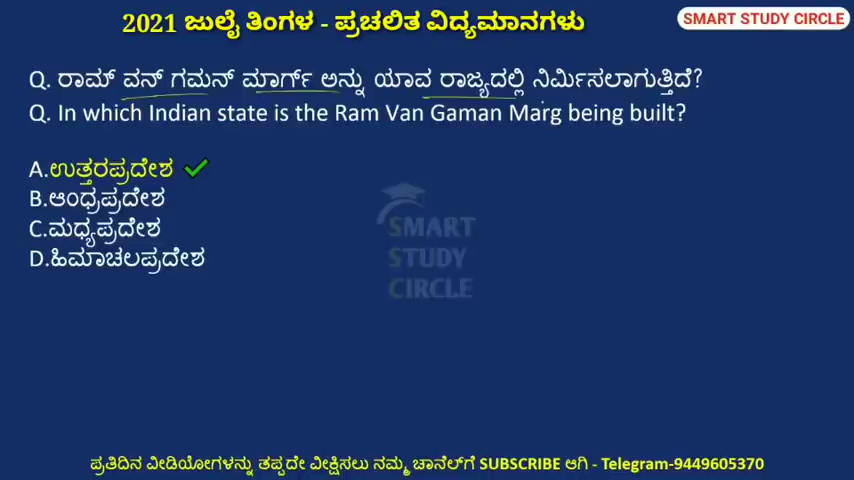 2021 ಜುಲೈ ತಿಂಗಳ - ಪ್ರಚಲಿತ ವಿದ್ಯಮಾನಗಳು
SMART STUDY CIRCLE
Q. ರಾಮ್ ವನ್ ಗಮನ್ ಮಾರ್ಗ್ ಅನ್ನು ಯಾವ ರಾಜ್ಯದಲ್ಲಿ ನಿರ್ಮಿಸಲಾಗುತ್ತಿದೆ?
Q. In which Indian state is the Ram Van Gaman Marg being built?
A.ಉತ್ತರಪ್ರದೇಶ
B.ಆಂಧ್ರಪ್ರದೇಶ
C.ಮಧ್ಯಪ್ರದೇಶ
D.ಹಿಮಾಚಲಪ್ರದೇಶ
SMART
STUDY
CIRCLE
ಪ್ರತಿದಿನ ವೀಡಿಯೋಗಳನ್ನು ತಪ್ಪದೇ ವೀಕ್ಷಿಸಲು ನಮ್ಮ ಚಾನೆಲ್‌ಗೆ SUBSCRIBE ಆಗಿ - Telegram-9449605370